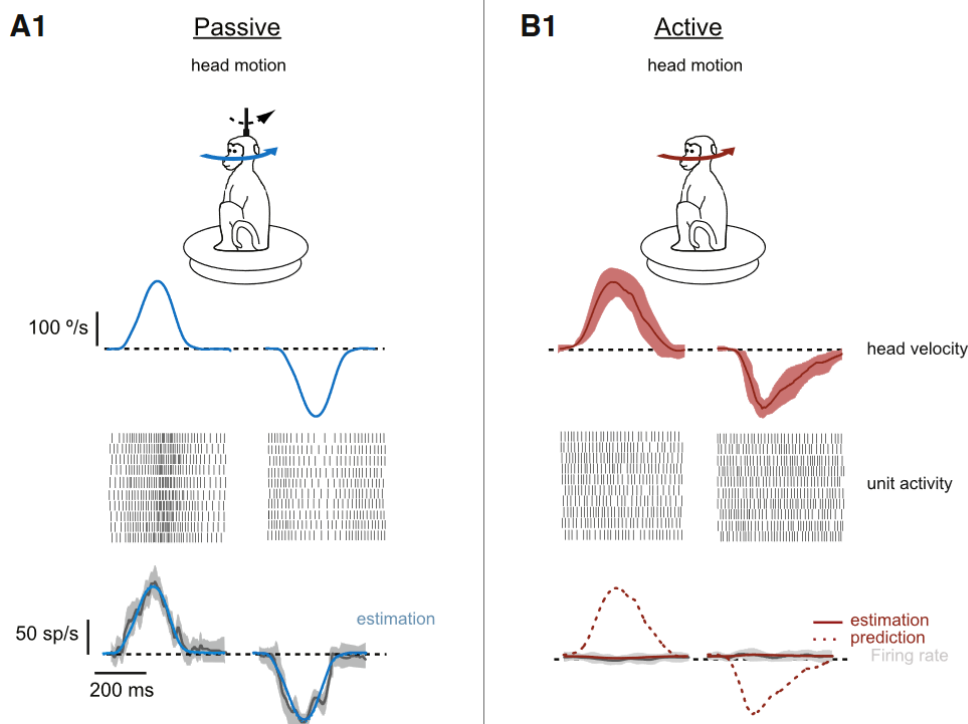 A1
Passive
head motion
B1
Active
head motion
100 º/s
head velocity
unit activity
estimation
50 sp/s
200 ms
estimation
prediction
Firing rate